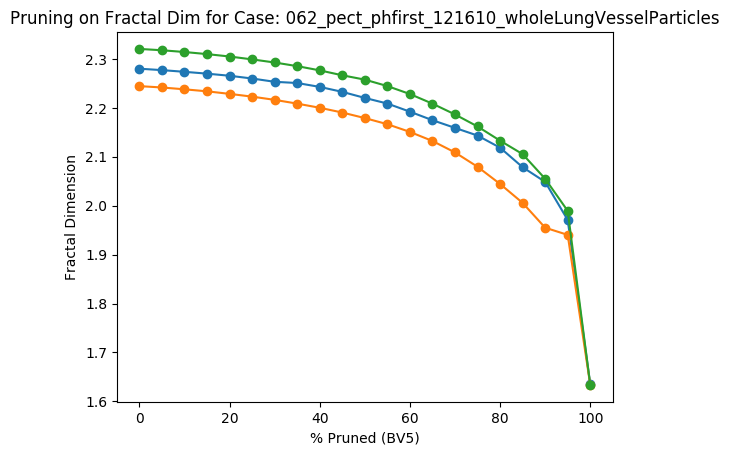 Pruning on Fractal Dim for Case: 062_pect_phfirst_121610_wholeLungVesselParticles
2.3
2.2
2.1
2.0
1.9
1.8
1.7
1.6
Fractal Dimension
0 20 40 60 80 100
% Pruned (BV5)